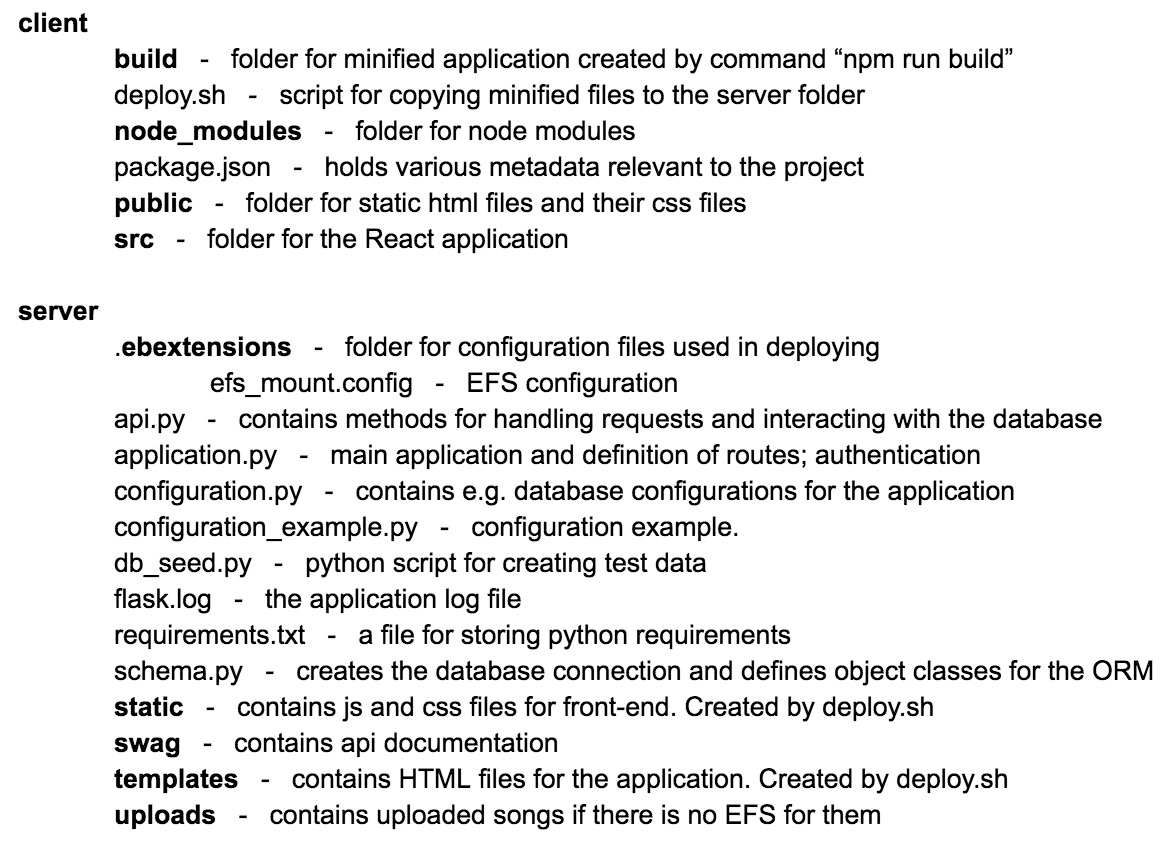 client
build - folder for minified application created by command “npm run build”
deploy.sh - script for copying minified files to the server folder
node_modules - folder for node modules
package.json - holds various metadata relevant to the project
public - folder for static html files and their css files
src - folder for the React application
server
.ebextensions - folder for configuration files used in deploying
efs_mount.config - EFS configuration
api.py - contains methods for handling requests and interacting with the database
application.py - main application and definition of routes; authentication
configuration.py - contains e.g. database configurations for the application
configuration_example.py - configuration example.
db_seed.py - python script for creating test data
flask.log - the application log file
requirements.txt - a file for storing python requirements
schema.py - creates the database connection and defines object classes for the ORM
static - contains js and css files for front-end. Created by deploy.sh
swag - contains api documentation
templates - contains HTML files for the application. Created by deploy.sh
uploads - contains uploaded songs if there is no EFS for them